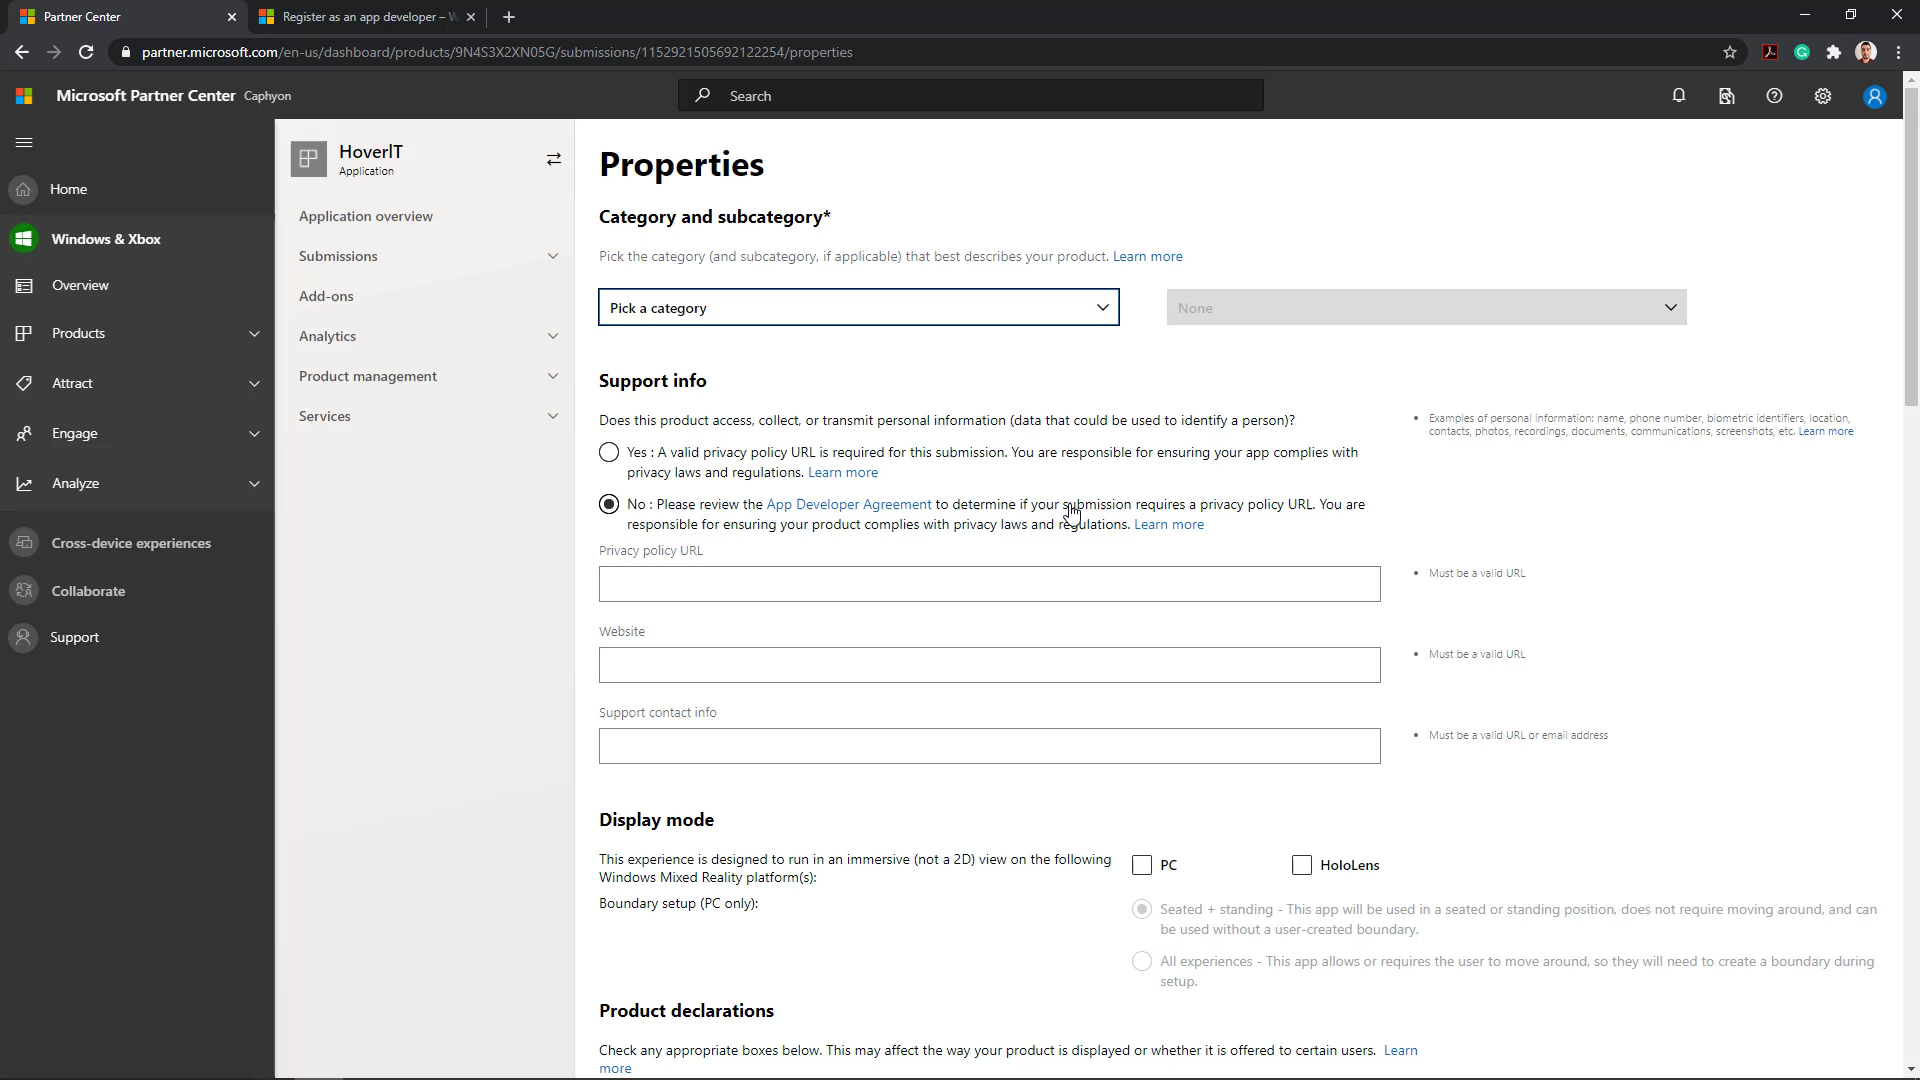 Partner Center
Register as an app developer – W
partner.microsoft.com/en-us/dashboard/products/9N4S3X2XN05G/submissions/1152921505692122254/properties
Microsoft Partner Center Caphyon
Search
Home
Windows & Xbox
Overview
Products
Attract
Engage
Analyze
Cross-device experiences
Collaborate
Support
HoverIT
Application
Application overview
Submissions
Add-ons
Analytics
Product management
Services
Properties
Category and subcategory*
Pick the category (and subcategory, if applicable) that best describes your product. Learn more
Pick a category
None
Support info
Does this product access, collect, or transmit personal information (data that could be used to identify a person)?
Yes : A valid privacy policy URL is required for this submission. You are responsible for ensuring your app complies with
privacy laws and regulations. Learn more
No : Please review the App Developer Agreement to determine if your submission requires a privacy policy URL. You are
responsible for ensuring your product complies with privacy laws and regulations. Learn more
Examples of personal information: name, phone number, biometric identifiers, location,
contacts, photos, recordings, documents, communications, screenshots, etc. Learn more
Privacy policy URL
Must be a valid URL
Website
Must be a valid URL
Support contact info
Must be a valid URL or email address
Display mode
This experience is designed to run in an immersive (not a 2D) view on the following
Windows Mixed Reality platform(s):
PC
HoloLens
Boundary setup (PC only):
Seated + standing - This app will be used in a seated or standing position, does not require moving around, and can
be used without a user-created boundary.
All experiences - This app allows or requires the user to move around, so they will need to create a boundary during
setup.
Product declarations
Check any appropriate boxes below. This may affect the way your product is displayed or whether it is offered to certain users. Learn
more